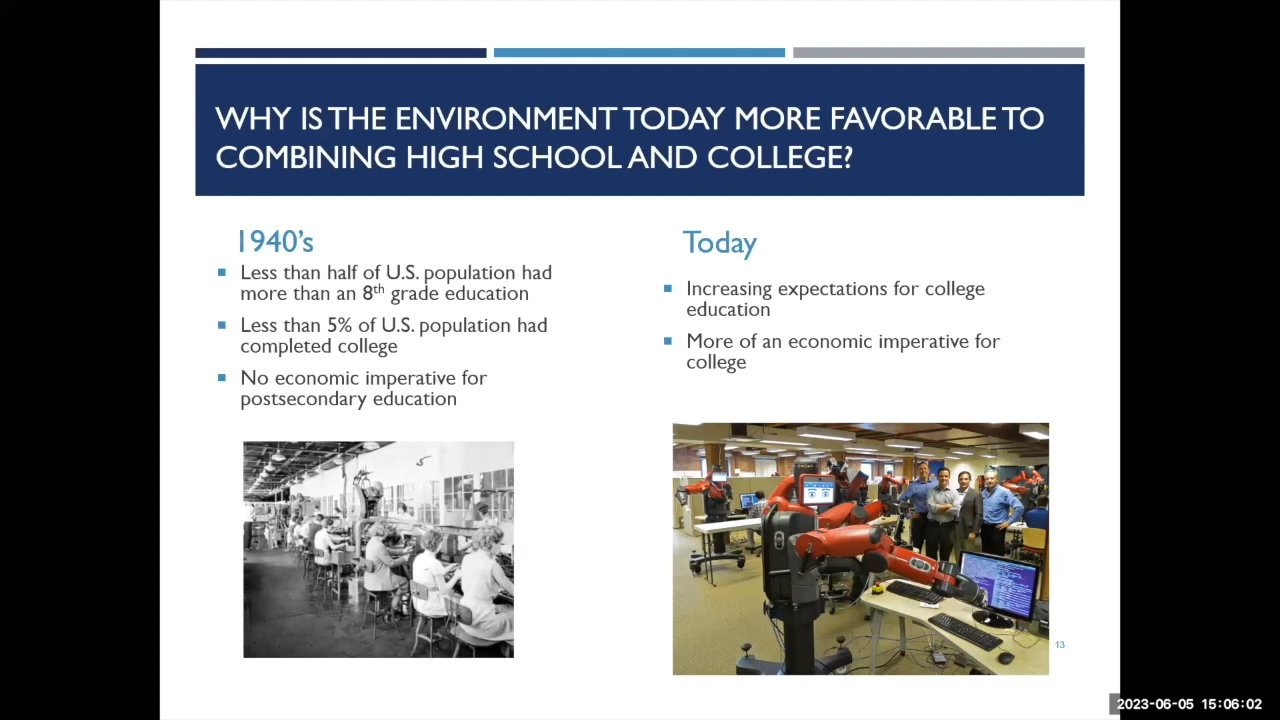 WHY IS THE ENVIRONMENT TODAY MORE FAVORABLE TO
COMBINING HIGH SCHOOL AND COLLEGE?
1940's
Less than half of U.S. population had
more than an 8th grade education
Less than 5% of U.S. population had
completed college
No economic imperative for
postsecondary education
Today
Increasing expectations for college
education
More of an economic imperative for
college
13
2023-06-05 15:06:02